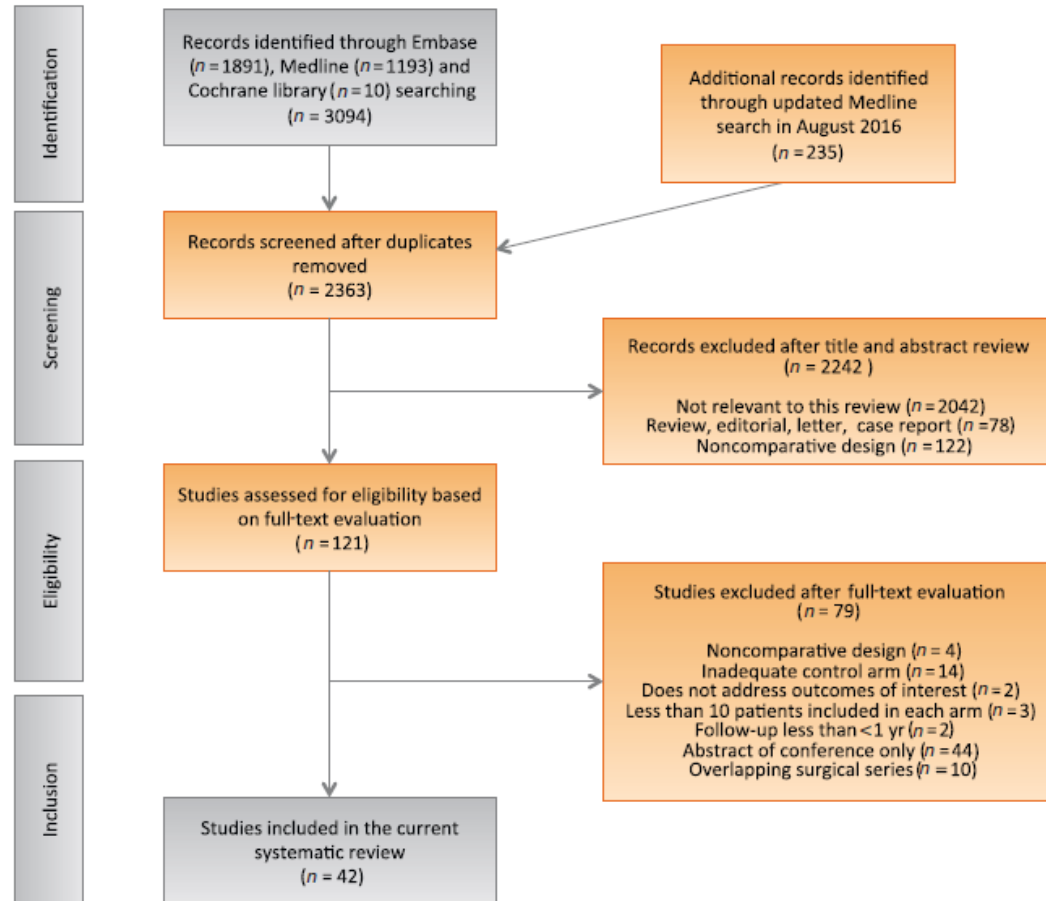 Identification
Records identified through Embase
(n = 1891), Medline (n = 1193) and
Cochrane library (n = 10) searching
(n = 3094)
Additional records identified
through updated Medline
search in August 2016
(n = 235)
Screening
Records screened after duplicates
removed
(n = 2363)
Records excluded after title and abstract review
(n = 2242 )
Not relevant to this review (n = 2042)
Review, editorial, letter, case report (n = 78)
Noncomparative design (n = 122)
Eligibility
Studies assessed for eligibility based
on full-text evaluation
(n = 121)
Studies excluded after full-text evaluation
(n = 79)
Noncomparative design (n = 4)
Inadequate control arm (n = 14)
Does not address outcomes of interest (n = 2)
Less than 10 patients included in each arm (n = 3)
Follow-up less than <1 yr (n = 2)
Abstract of conference only (n = 44)
Overlapping surgical series (n = 10)
Inclusion
Studies included in the current
systematic review
(n = 42)